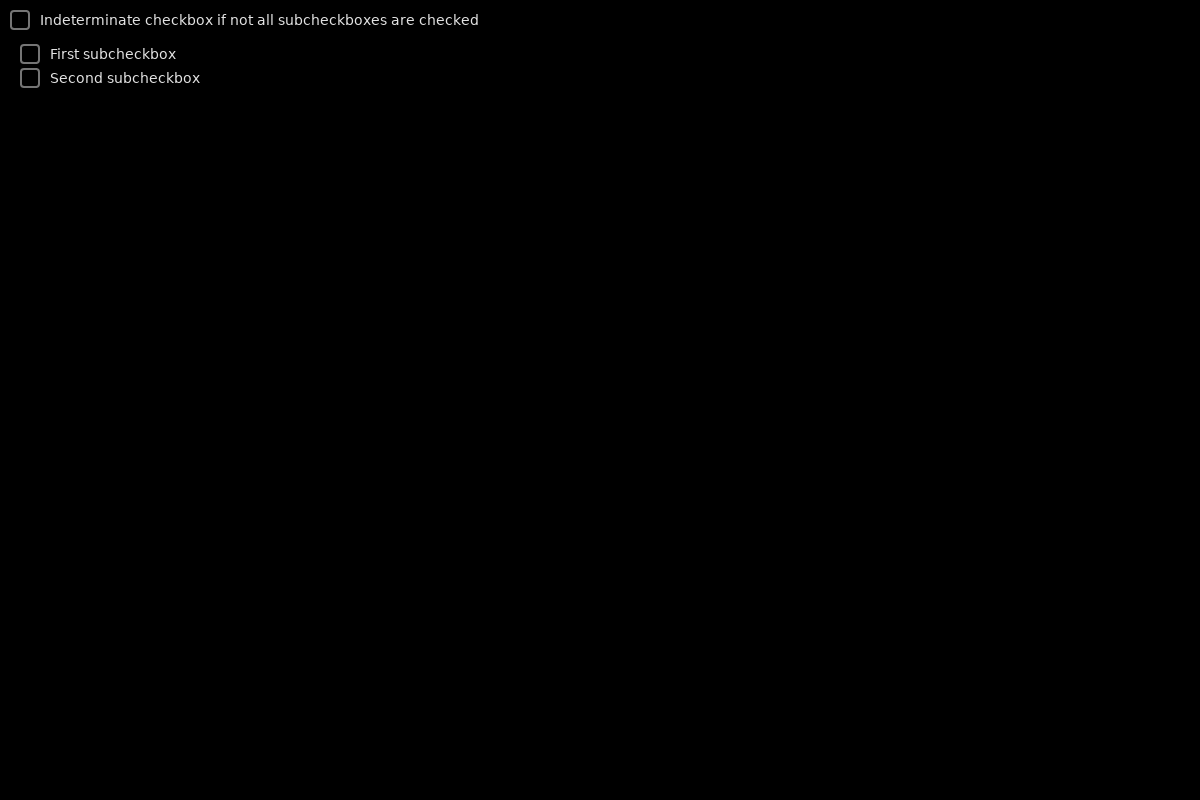 Indeterminate checkbox if not all subcheckboxes are checked
First subcheckbox
Second subcheckbox